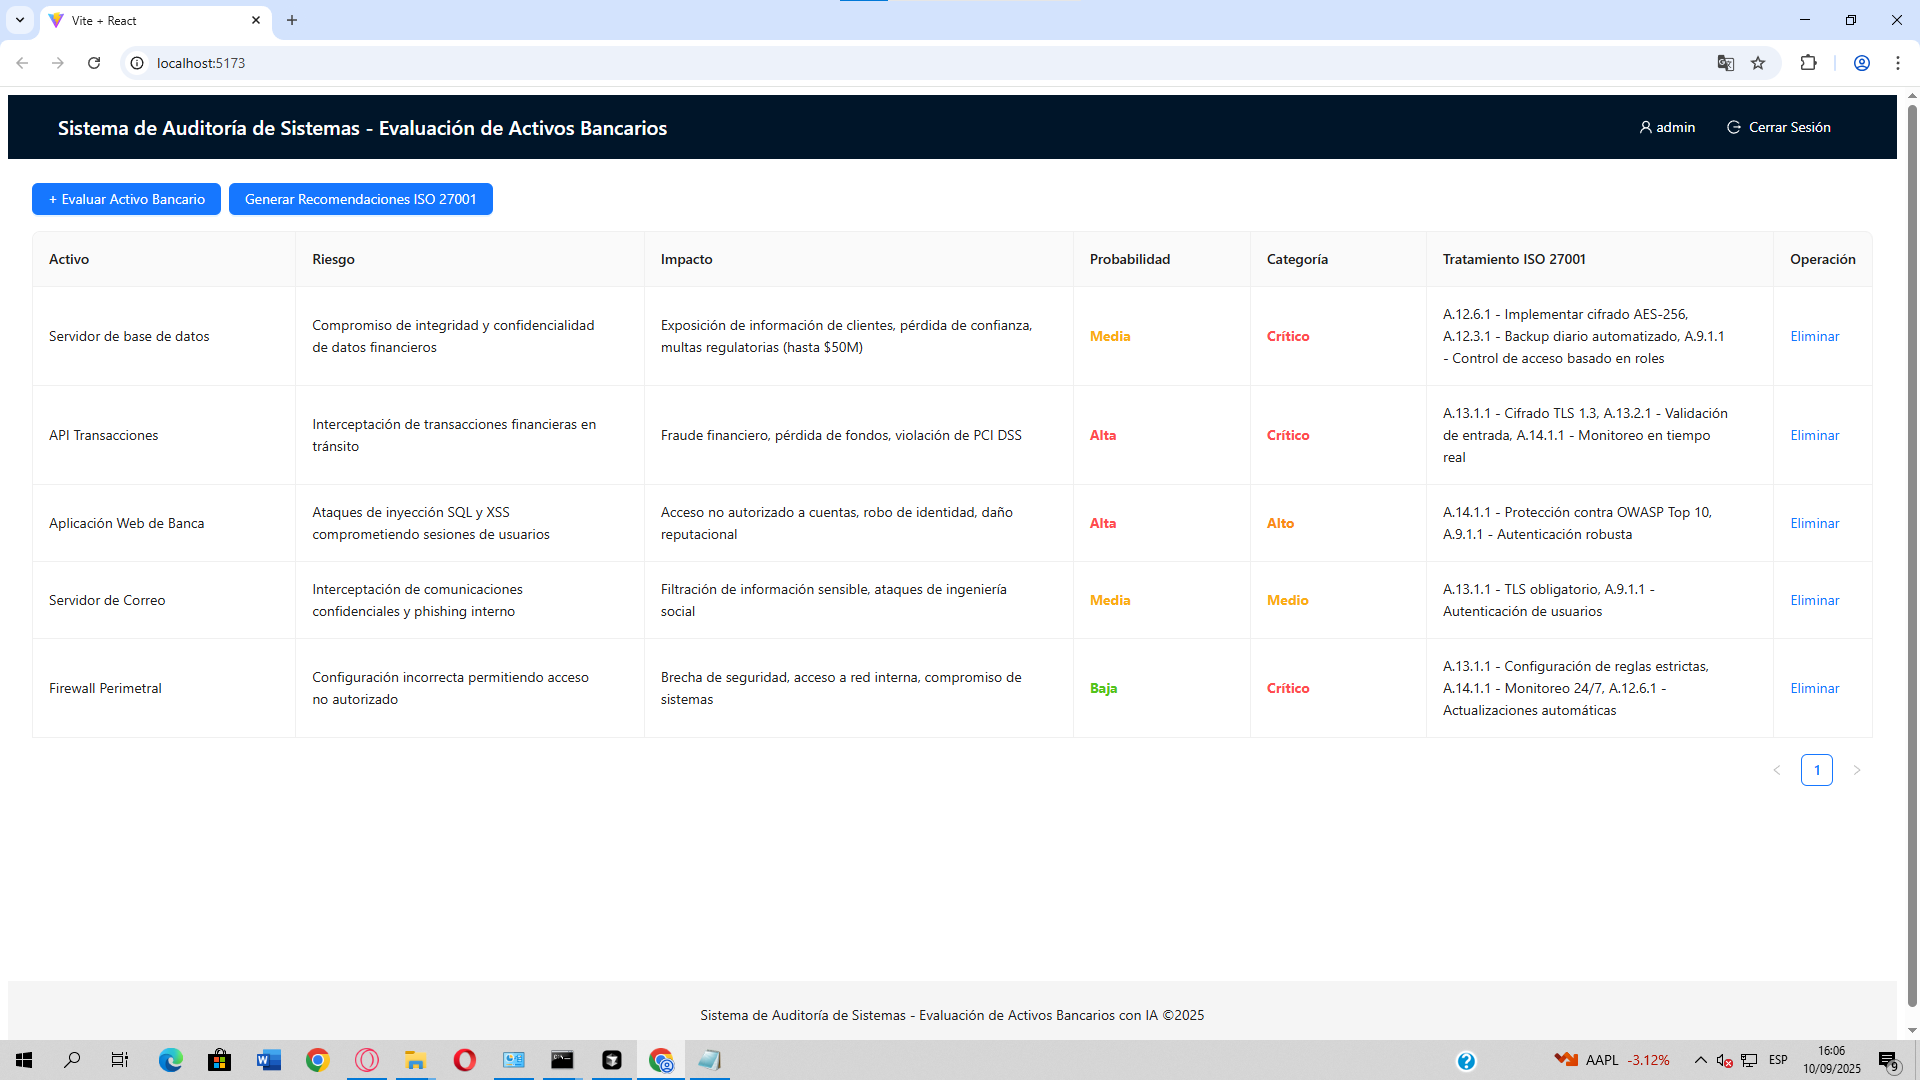 Vite + React
localhost:5173
Sistema de Auditoría de Sistemas - Evaluación de Activos Bancarios
admin
Cerrar Sesión
+ Evaluar Activo Bancario
Generar Recomendaciones ISO 27001
Activo
Riesgo
Impacto
Probabilidad
Categoría
Tratamiento ISO 27001
Operación
Servidor de base de datos
Compromiso de integridad y confidencialidad
de datos financieros
Exposición de información de clientes, pérdida de confianza,
multas regulatorias (hasta $50M)
Media
Crítico
A.12.6.1 - Implementar cifrado AES-256,
A.12.3.1 - Backup diario automatizado, A.9.1.1
- Control de acceso basado en roles
Eliminar
API Transacciones
Interceptación de transacciones financieras en
tránsito
Fraude financiero, pérdida de fondos, violación de PCI DSS
Alta
Crítico
A.13.1.1 - Cifrado TLS 1.3, A.13.2.1 - Validación
de entrada, A.14.1.1 - Monitoreo en tiempo
real
Eliminar
Aplicación Web de Banca
Ataques de inyección SQL y XSS
comprometiendo sesiones de usuarios
Acceso no autorizado a cuentas, robo de identidad, daño
reputacional
Alta
Alto
A.14.1.1 - Protección contra OWASP Top 10,
A.9.1.1 - Autenticación robusta
Eliminar
Servidor de Correo
Interceptación de comunicaciones
confidenciales y phishing interno
Filtración de información sensible, ataques de ingeniería
social
Media
Medio
A.13.1.1 - TLS obligatorio, A.9.1.1 -
Autenticación de usuarios
Eliminar
Firewall Perimetral
Configuración incorrecta permitiendo acceso
no autorizado
Brecha de seguridad, acceso a red interna, compromiso de
sistemas
Baja
Crítico
A.13.1.1 - Configuración de reglas estrictas,
A.14.1.1 - Monitoreo 24/7, A.12.6.1 -
Actualizaciones automáticas
Eliminar
1
Sistema de Auditoría de Sistemas - Evaluación de Activos Bancarios con IA ©2025
AAPL -3.12%
ESP
16:06
10/09/2025
9